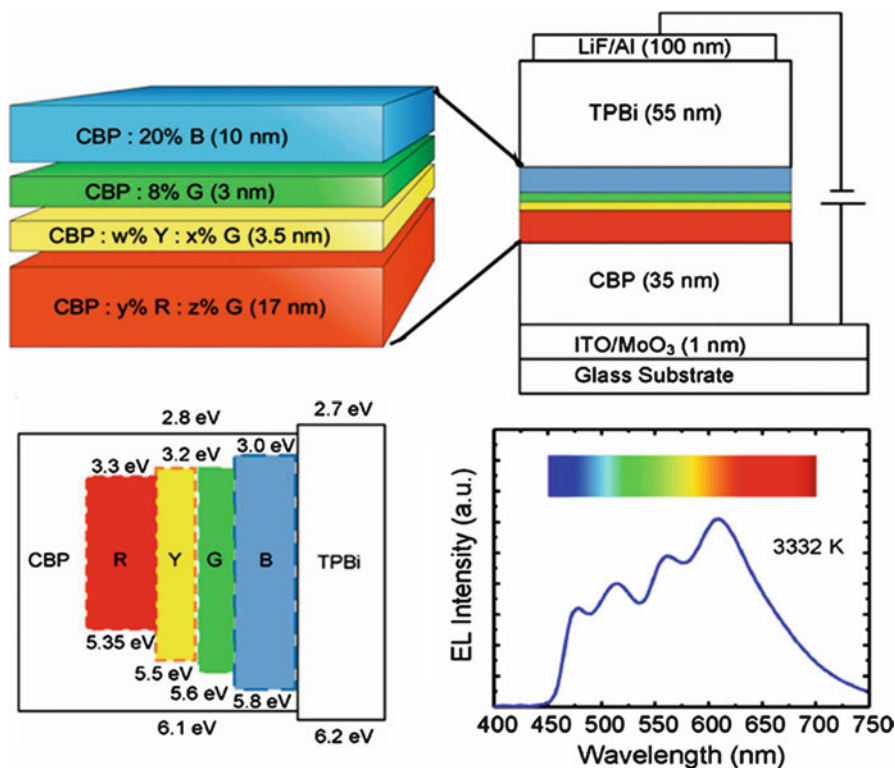 CBP : 20% B (10 nm)
CBP : 8% G (3 nm)
CBP : w% Y : x% G (3.5 nm)
CBP : y% R : z% G (17 nm)
LiF/Al (100 nm)
TPBi (55 nm)
CBP (35 nm)
ITO/MoO₃ (1 nm)
Glass Substrate
2.8 eV
2.7 eV
3.3 eV
3.2 eV
3.0 eV
CBP
R
Y
G
B
TPBi
5.35 eV
5.5 eV
5.6 eV
5.8 eV
6.1 eV
6.2 eV
EL Intensity (a.u.)
3332 K
400 450 500 550 600 650 700 750
Wavelength (nm)